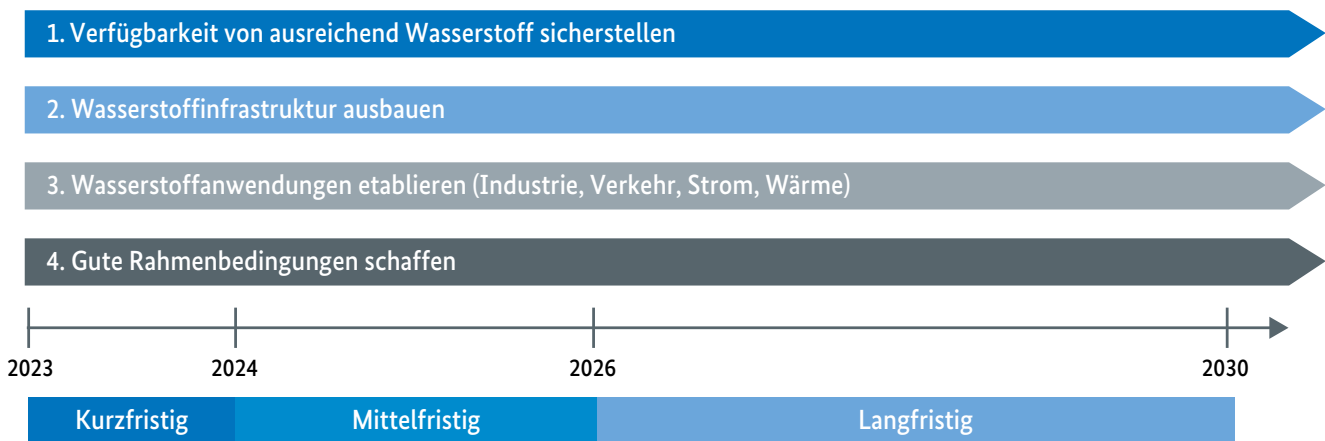 1. Verfügbarkeit von ausreichend Wasserstoff sicherstellen
2. Wasserstoffinfrastruktur ausbauen
3. Wasserstoffanwendungen etablieren (Industrie, Verkehr, Strom, Wärme)
4. Gute Rahmenbedingungen schaffen
2023 2024 2026 2030
Kurzfristig Mittelfristig Langfristig